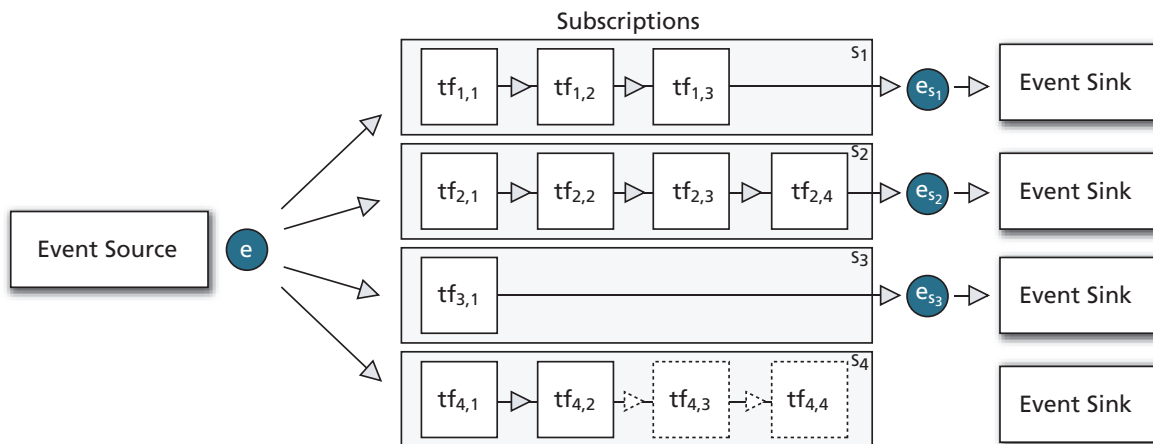 Subscriptions
s1
tf1,1 tf1,2 tf1,3 es1 Event Sink
s2
tf2,1 tf2,2 tf2,3 tf2,4 es2 Event Sink
Event Source e
s3
tf3,1 es3 Event Sink
s4
tf4,1 tf4,2 tf4,3 tf4,4 Event Sink